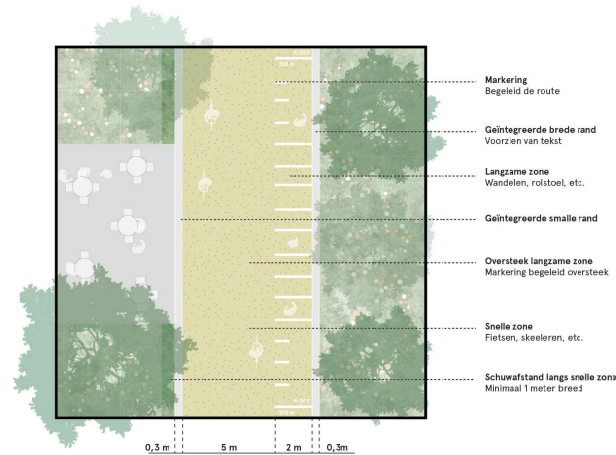 Markering
Begeleid de route
Geïntegreerde brede rand
Voorzien van tekst
Langzame zone
Wandelen, rolstoel, etc.
Geïntegreerde smalle rand
Oversteek langzame zone
Markering begeleid oversteek
Snelle zone
Fietsen, skeeleren, etc.
Schuwafstand langs snelle zone
Minimaal 1 meter breed
0,3 m
5 m
2 m
0,3m